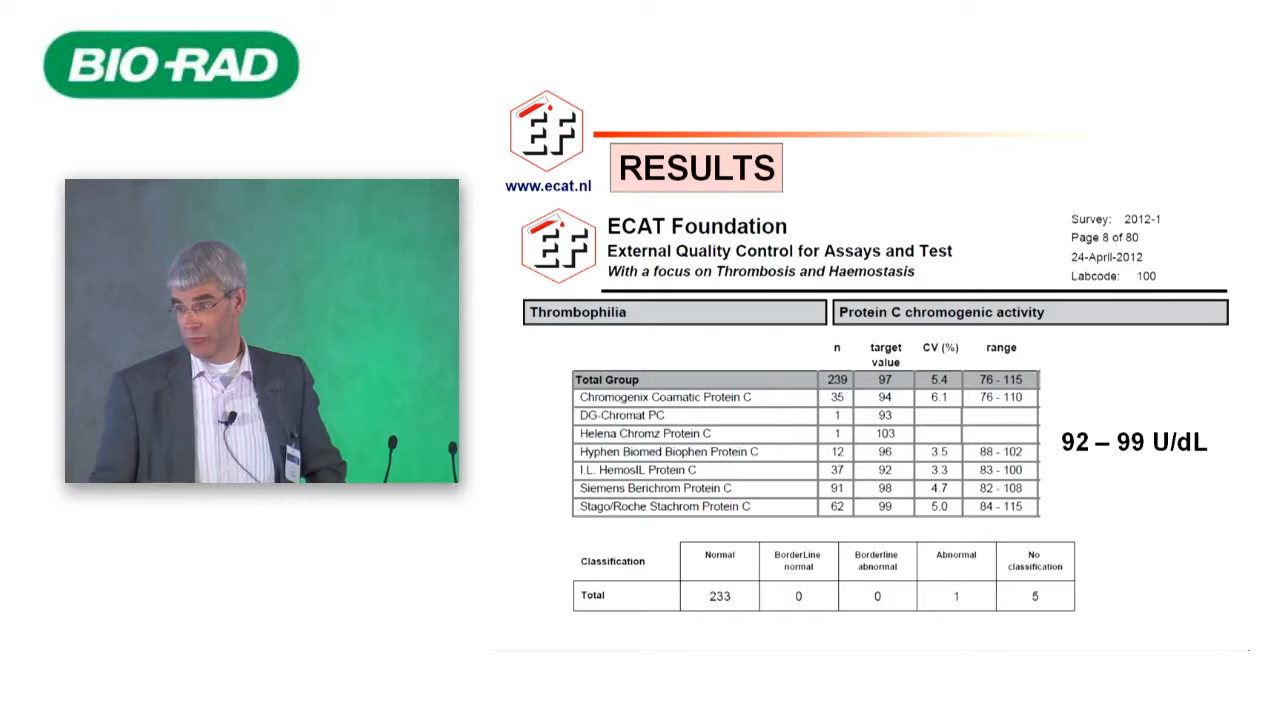 BIO-RAD
EF
www.ecat.nl
RESULTS
EF
ECAT Foundation
External Quality Control for Assays and Test
With a focus on Thrombosis and Haemostasis
Survey: 2012-1
Page 8 of 80
24-April-2012
Labcode: 100
Thrombophilia
Protein C chromogenic activity
n target value CV (%) range
Total Group 239 97 5.4 76 - 115
Chromogenix Coamatic Protein C 35 94 6.1 76 - 110
DG-Chromat PC 1 93
Helena Chromz Protein C 1 103
Hyphen Biomed Biophen Protein C 12 96 3.5 88 - 102
I.L. HemosIL Protein C 37 92 3.3 83 - 100
Siemens Berichrom Protein C 91 98 4.7 82 - 108
Stago/Roche Stachrom Protein C 62 99 5.0 84 - 115
92 – 99 U/dL
Classification Normal BorderLine normal Borderline abnormal Abnormal No classification
Total 233 0 0 1 5